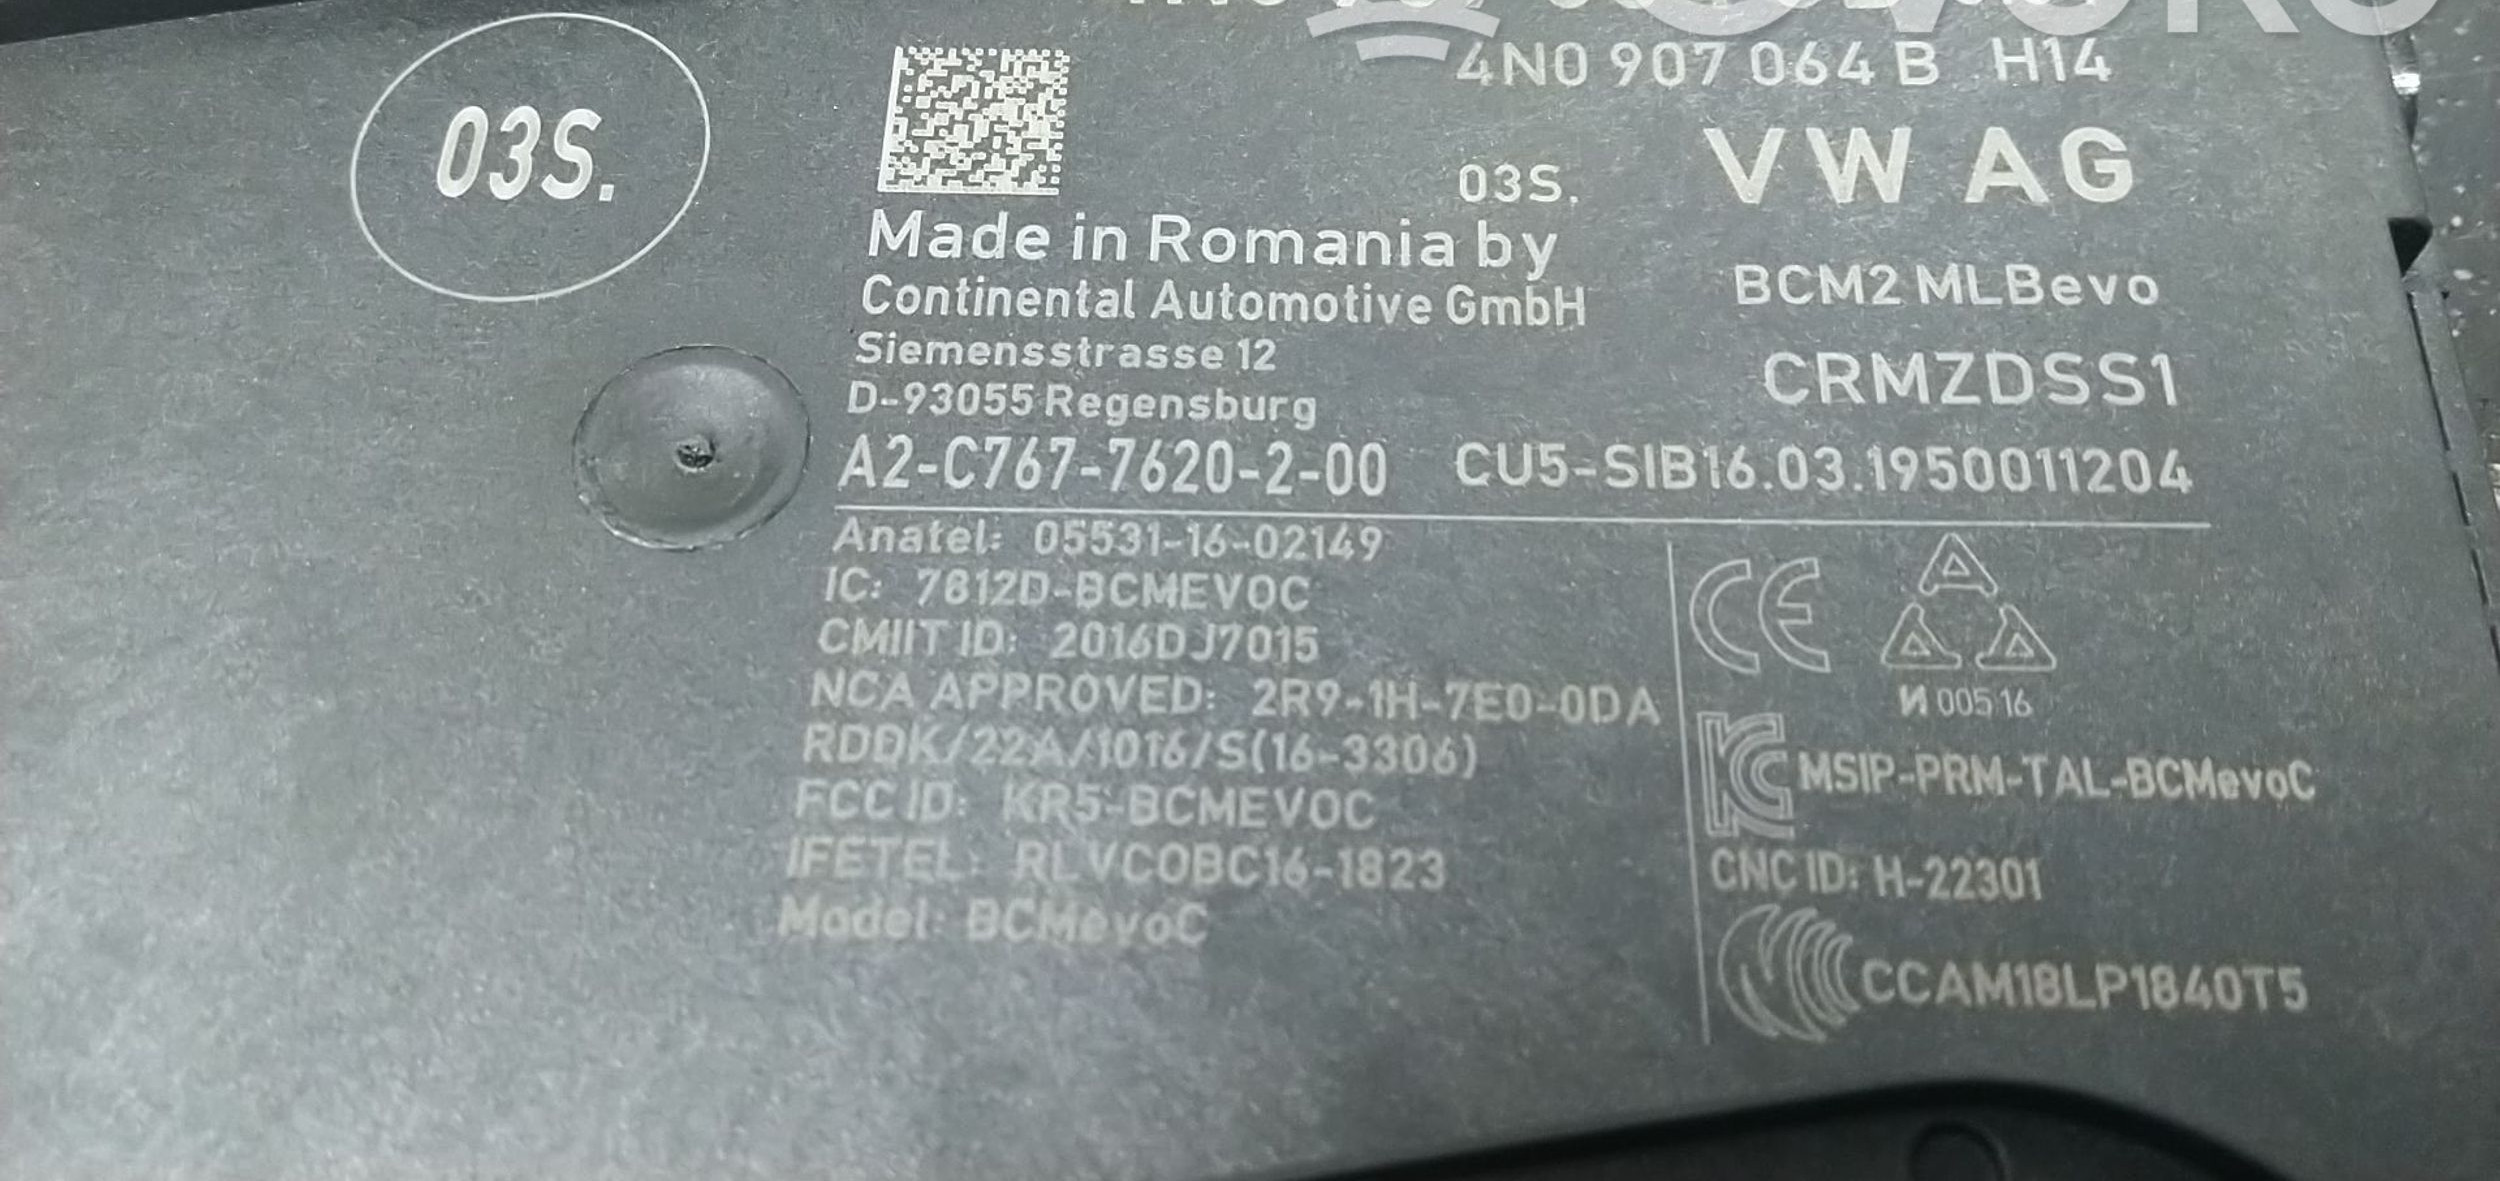 03S.
4N0 907 064 B H14
03S. VW AG
Made in Romania by
Continental Automotive GmbH
Siemensstrasse 12
D-93055 Regensburg
BCM2 MLBevo
CRMZDSS1
A2-C767-7620-2-00 CU5-SIB16.03.1950011204
Anatel: 05531-16-02149
IC: 7812D-BCMEVOC
CMIIT ID: 2016DJ7015
NCA APPROVED: 2R9-1H-7E0-0DA
RDDK/22A/1016/S(16-3306)
FCC ID: KR5-BCMEVOC
IFETEL: RLVCOBC16-1823
Model: BCMevoC
CE
И 005 16
MSIP-PRM-TAL-BCMevoC
CNC ID: H-22301
CCAM18LP1840T5